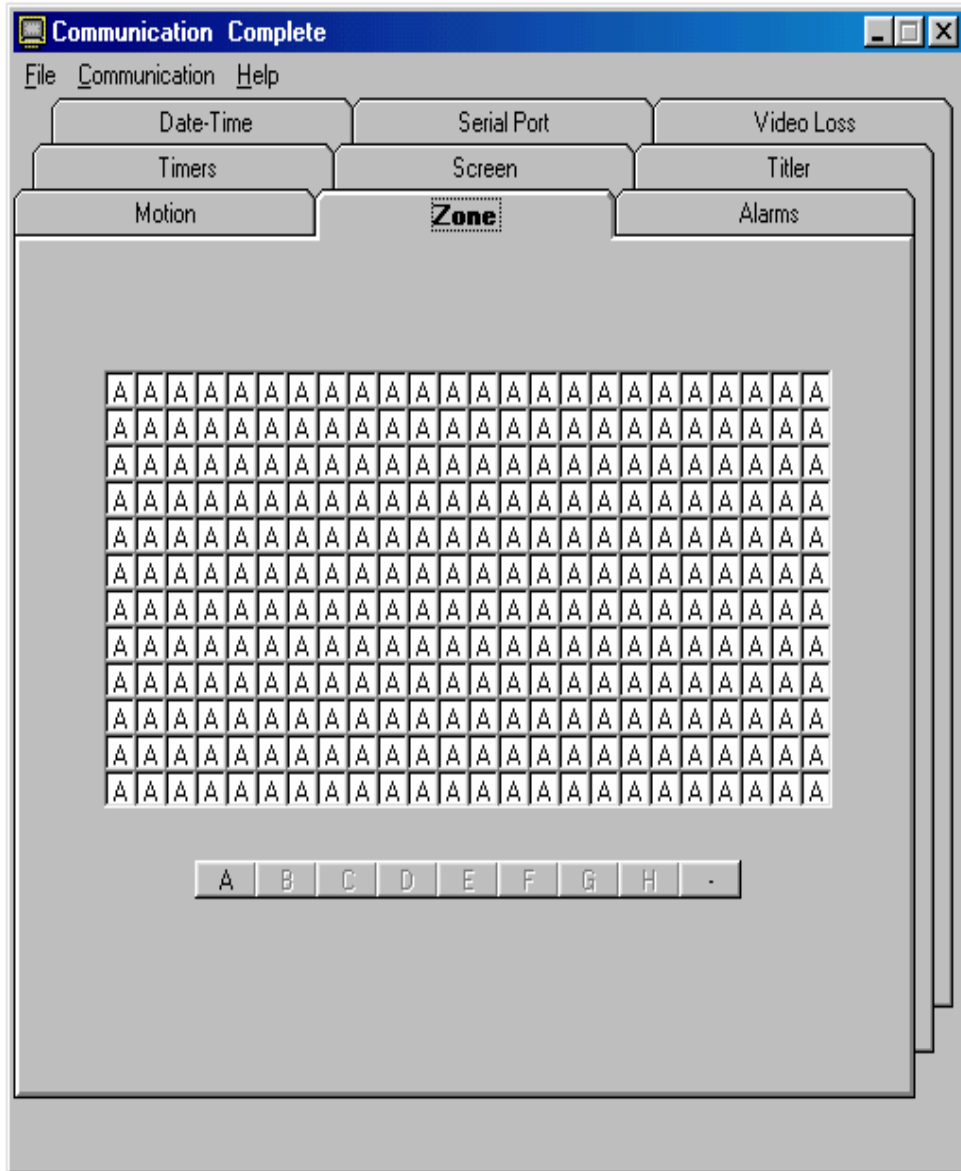 Communication Complete
File Communication Help
Date-Time Serial Port Video Loss
Timers Screen Titler
Motion Zone Alarms
A A A A A A A A A A A A A A A A A A A A A A A A
A A A A A A A A A A A A A A A A A A A A A A A A
A A A A A A A A A A A A A A A A A A A A A A A A
A A A A A A A A A A A A A A A A A A A A A A A A
A A A A A A A A A A A A A A A A A A A A A A A A
A A A A A A A A A A A A A A A A A A A A A A A A
A A A A A A A A A A A A A A A A A A A A A A A A
A A A A A A A A A A A A A A A A A A A A A A A A
A A A A A A A A A A A A A A A A A A A A A A A A
A A A A A A A A A A A A A A A A A A A A A A A A
A A A A A A A A A A A A A A A A A A A A A A A A
A A A A A A A A A A A A A A A A A A A A A A A A
A B C D E F G H -